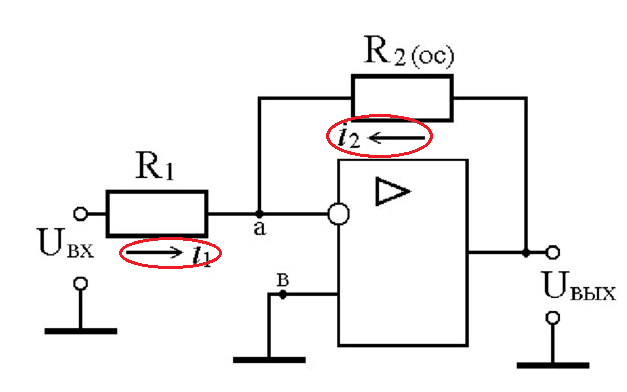 R2 (ос)
i2
R1
Uвх
i1
а
в
Uвых